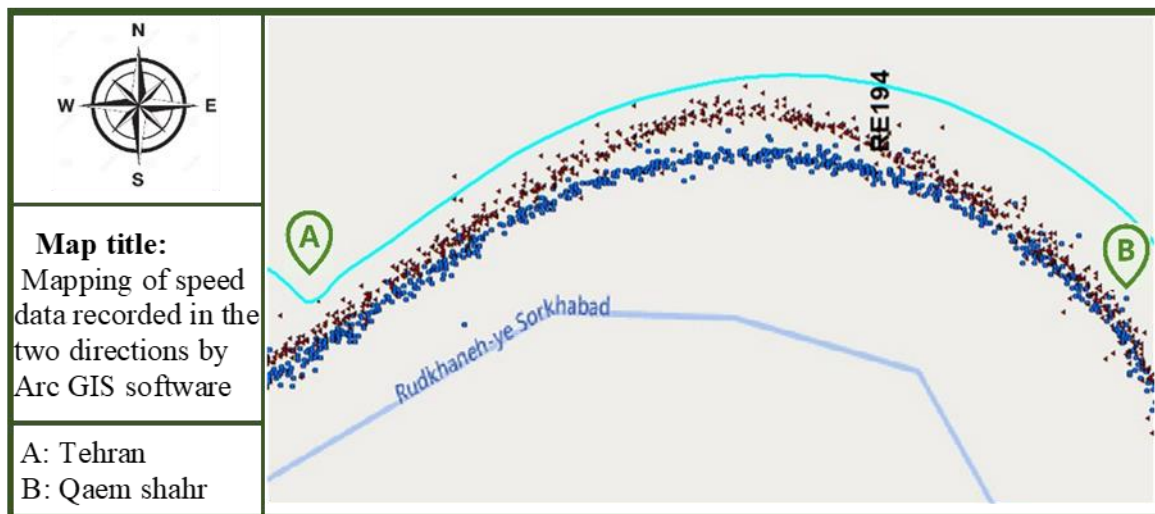 N
W E
S
Map title:
Mapping of speed
data recorded in the
two directions by
Arc GIS software
A: Tehran
B: Qaem shahr
A
RE194
B
Rudkhaneh-ye Sorkhabad